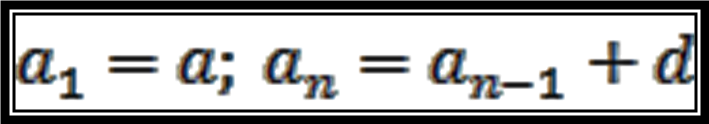 a₁ = a; aₙ = aₙ₋₁ + d